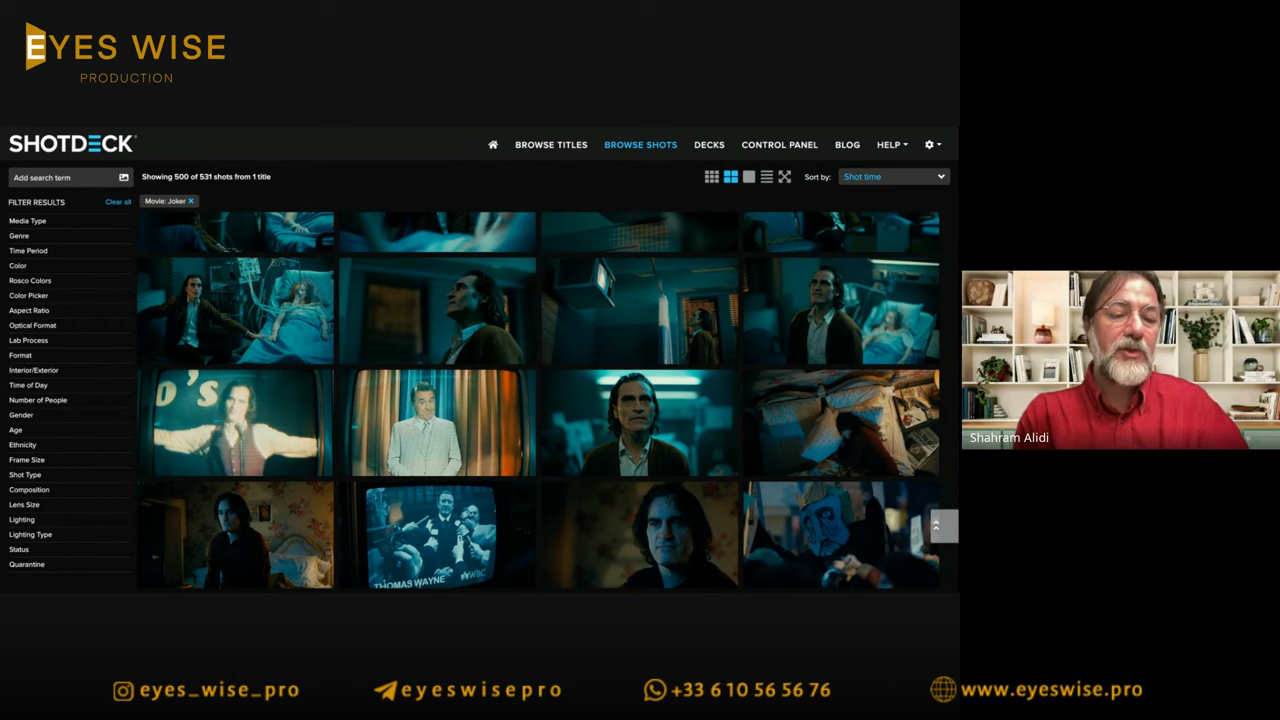 EYES WISE
PRODUCTION
SHOTDECK
BROWSE TITLES
BROWSE SHOTS
DECKS
CONTROL PANEL
BLOG
HELP
Add search term
Showing 500 of 531 shots from 1 title
Sort by:
Shot time
FILTER RESULTS
Clear all
Movie: Joker ×
Media Type
Genre
Time Period
Color
Rosco Colors
Color Picker
Aspect Ratio
Optical Format
Lab Process
Format
Interior/Exterior
Time of Day
Number of People
Gender
Age
Ethnicity
Frame Size
Shot Type
Composition
Lens Size
Lighting
Lighting Type
Status
Quarantine
O'S
THOMAS WAYNE
WBC
Shahram Alidi
eyes_wise_pro
eyeswisepro
+33 6 10 56 56 76
www.eyeswise.pro